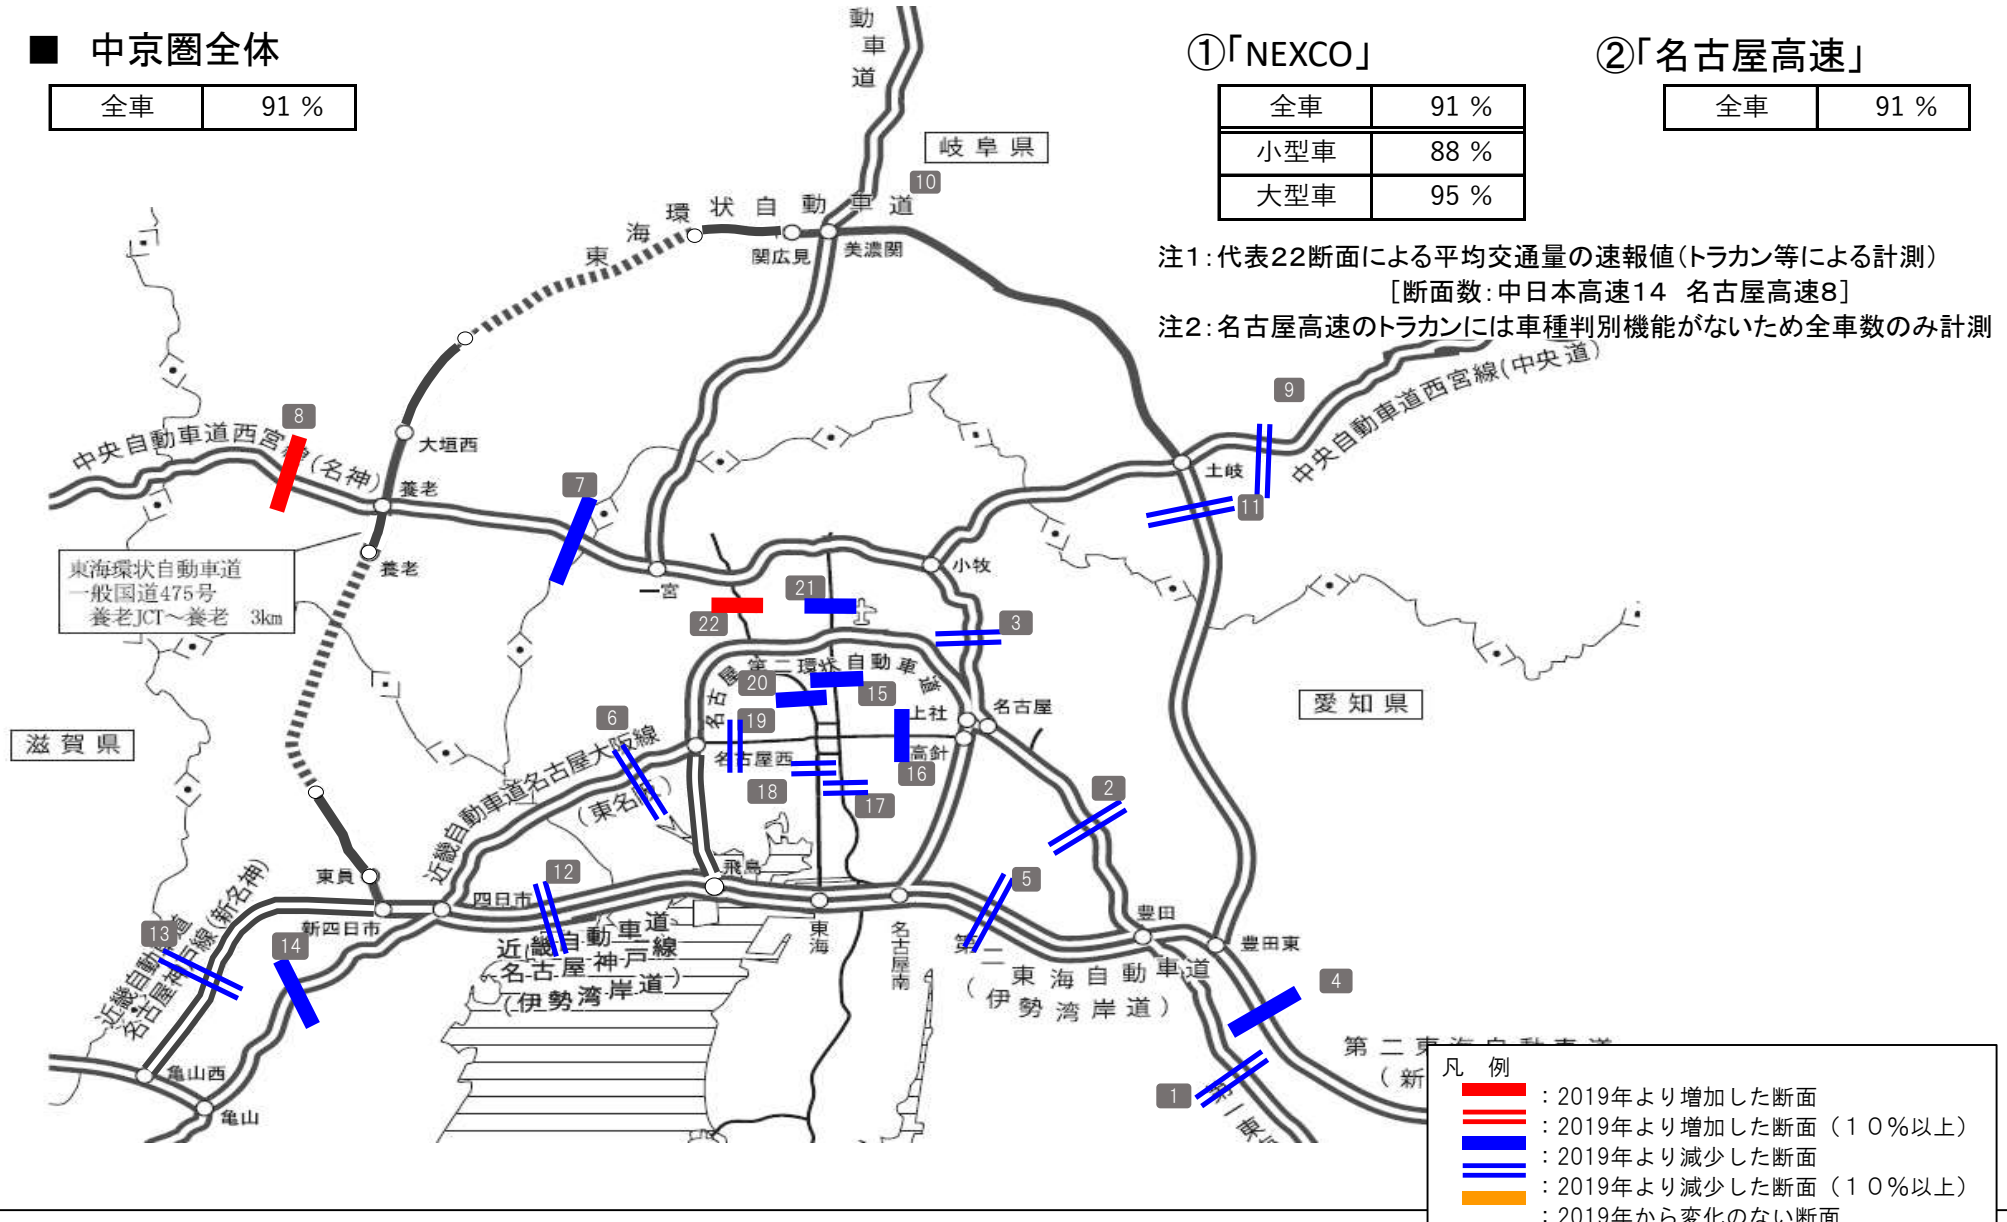 ■ 中京圏全体
全車 91 %
①「NEXCO」
全車 91 %
小型車 88 %
大型車 95 %
②「名古屋高速」
全車 91 %
注1：代表22断面による平均交通量の速報値（トラカン等による計測）
［断面数：中日本高速14 名古屋高速8］
注2：名古屋高速のトラカンには車種判別機能がないため全車数のみ計測
動車道
岐阜県
10
東海環状自動車道
関広見
美濃関
9
中央自動車道西宮線(中央道)
8
中央自動車道西宮線(名神)
大垣西
養老
7
土岐
11
養老
東海環状自動車道
一般国道475号
養老JCT～養老 3km
一宮
小牧
21
22
3
名古屋第二環状自動車道
20
15
上社
名古屋
愛知県
滋賀県
6
19
名古屋西
高針
16
18
17
2
近畿自動車道名古屋大阪線
(東名阪)
飛島
12
5
東員
四日市
新四日市
豊田
豊田東
13
14
近畿自動車道
名古屋神戸線(新名神)
近畿自動車道
名古屋神戸線
(伊勢湾岸道)
東海
名古屋南
第二東海自動車道
(伊勢湾岸道)
4
亀山西
亀山
1
第一東
第二東海自動車道
(新
凡 例
：2019年より増加した断面
：2019年より増加した断面（１０％以上）
：2019年より減少した断面
：2019年より減少した断面（１０％以上）
：2019年から変化のない断面